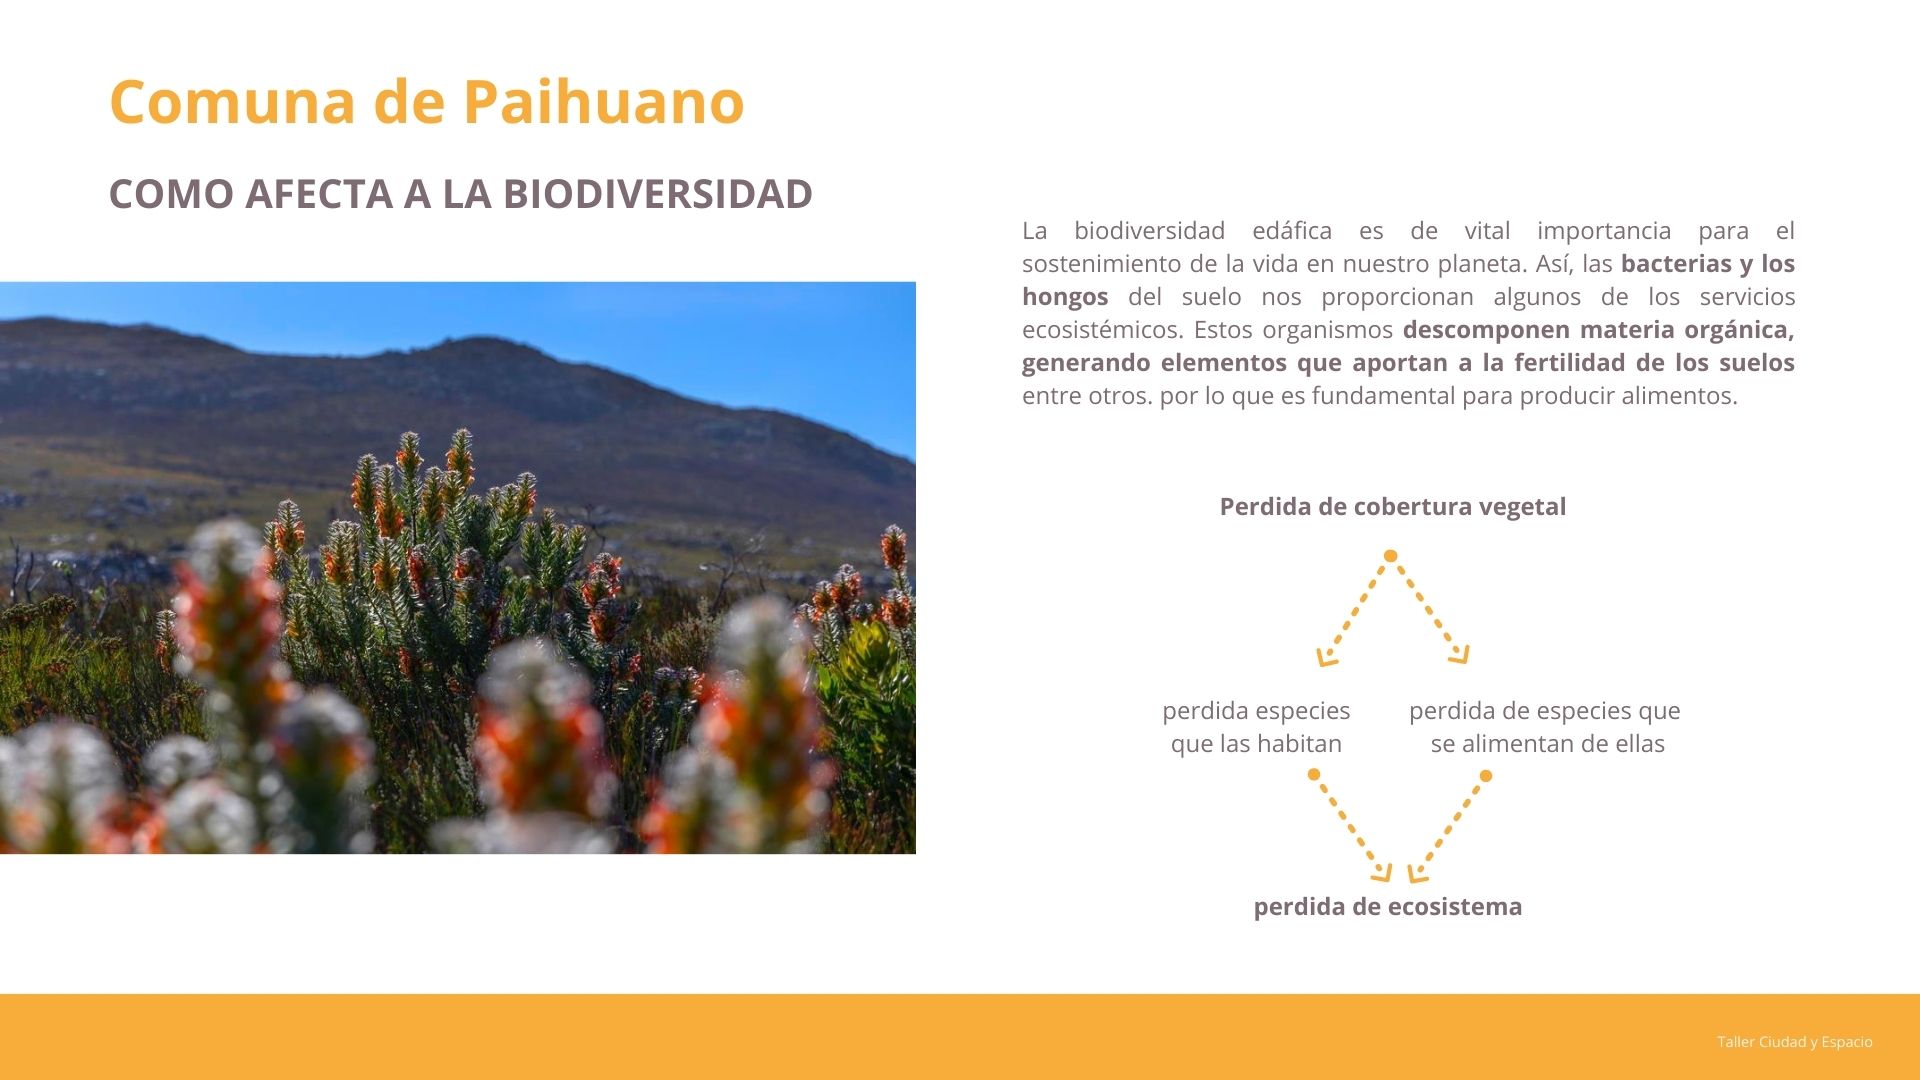 Comuna de Paihuano
COMO AFECTA A LA BIODIVERSIDAD
La biodiversidad edáfica es de vital importancia para el
sostenimiento de la vida en nuestro planeta. Así, las bacterias y los
hongos del suelo nos proporcionan algunos de los servicios
ecosistémicos. Estos organismos descomponen materia orgánica,
generando elementos que aportan a la fertilidad de los suelos
entre otros. por lo que es fundamental para producir alimentos.
Perdida de cobertura vegetal
perdida especies
que las habitan
perdida de especies que
se alimentan de ellas
perdida de ecosistema
Taller Ciudad y Espacio